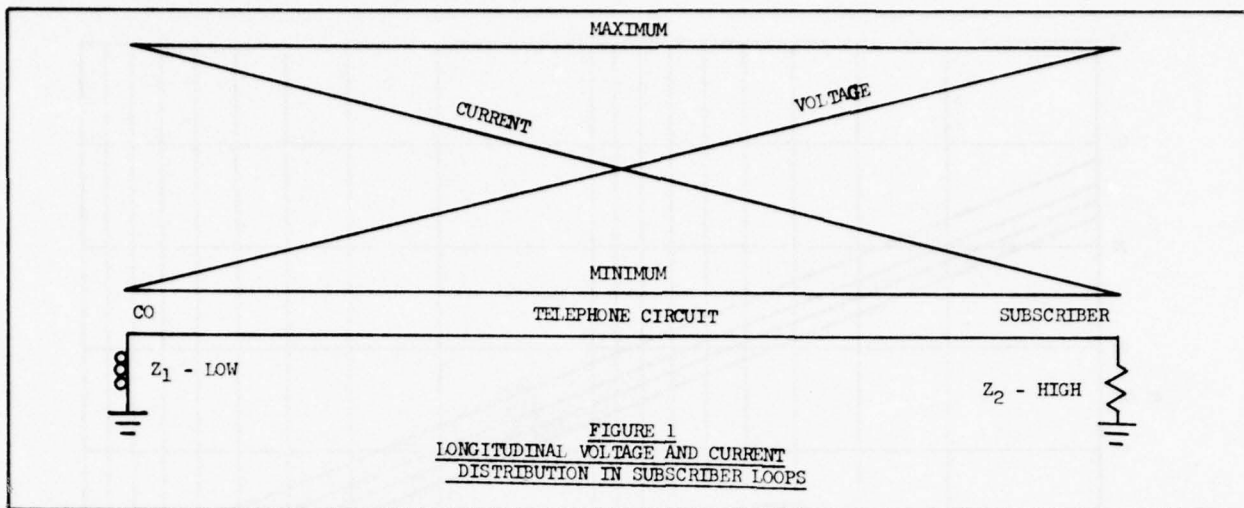 MAXIMUM
CURRENT
VOLTAGE
MINIMUM
CO TELEPHONE CIRCUIT SUBSCRIBER
Z1 - LOW
Z2 - HIGH
FIGURE 1
LONGITUDINAL VOLTAGE AND CURRENT
DISTRIBUTION IN SUBSCRIBER LOOPS